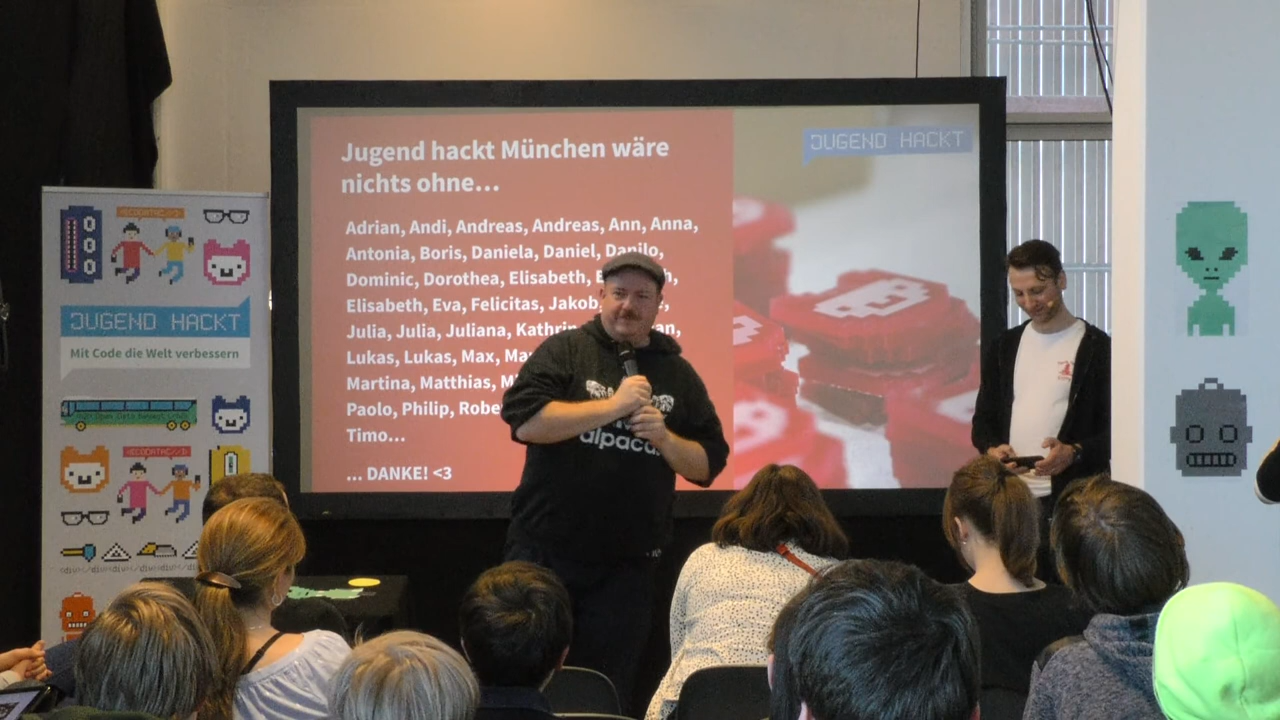 Jugend hackt München wäre
nichts ohne...
Adrian, Andi, Andreas, Andreas, Ann, Anna,
Antonia, Boris, Daniela, Daniel, Danilo,
Dominic, Dorothea, Elisabeth,
Elisabeth, Eva, Felicitas, Jakob,
Julia, Julia, Juliana,
Lukas, Lukas, Max,
Martina, Matthias,
Paolo, Philip,
Timo...
... DANKE! <3
JUGEND HACKT
JUGEND HACKT
Mit Code die Welt verbessern
alpaca